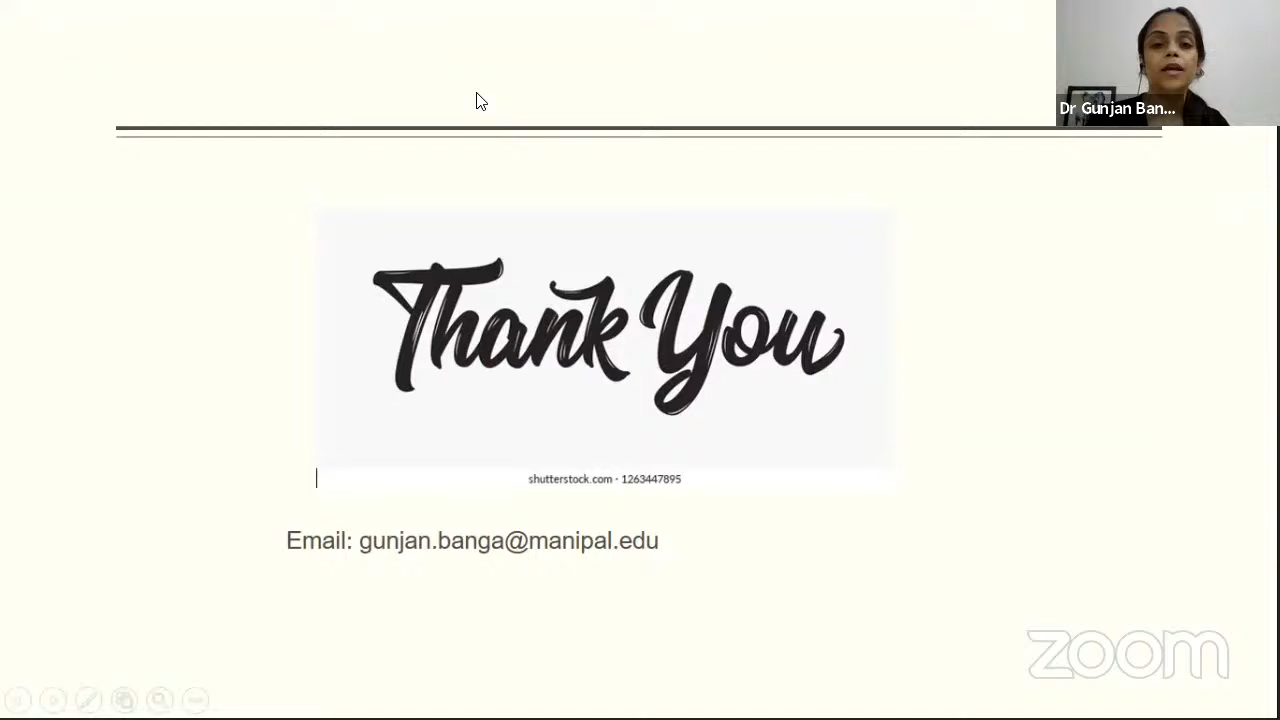 Dr Gunjan Ban...
Thank You
shutterstock.com · 1263447895
Email: gunjan.banga@manipal.edu
zoom